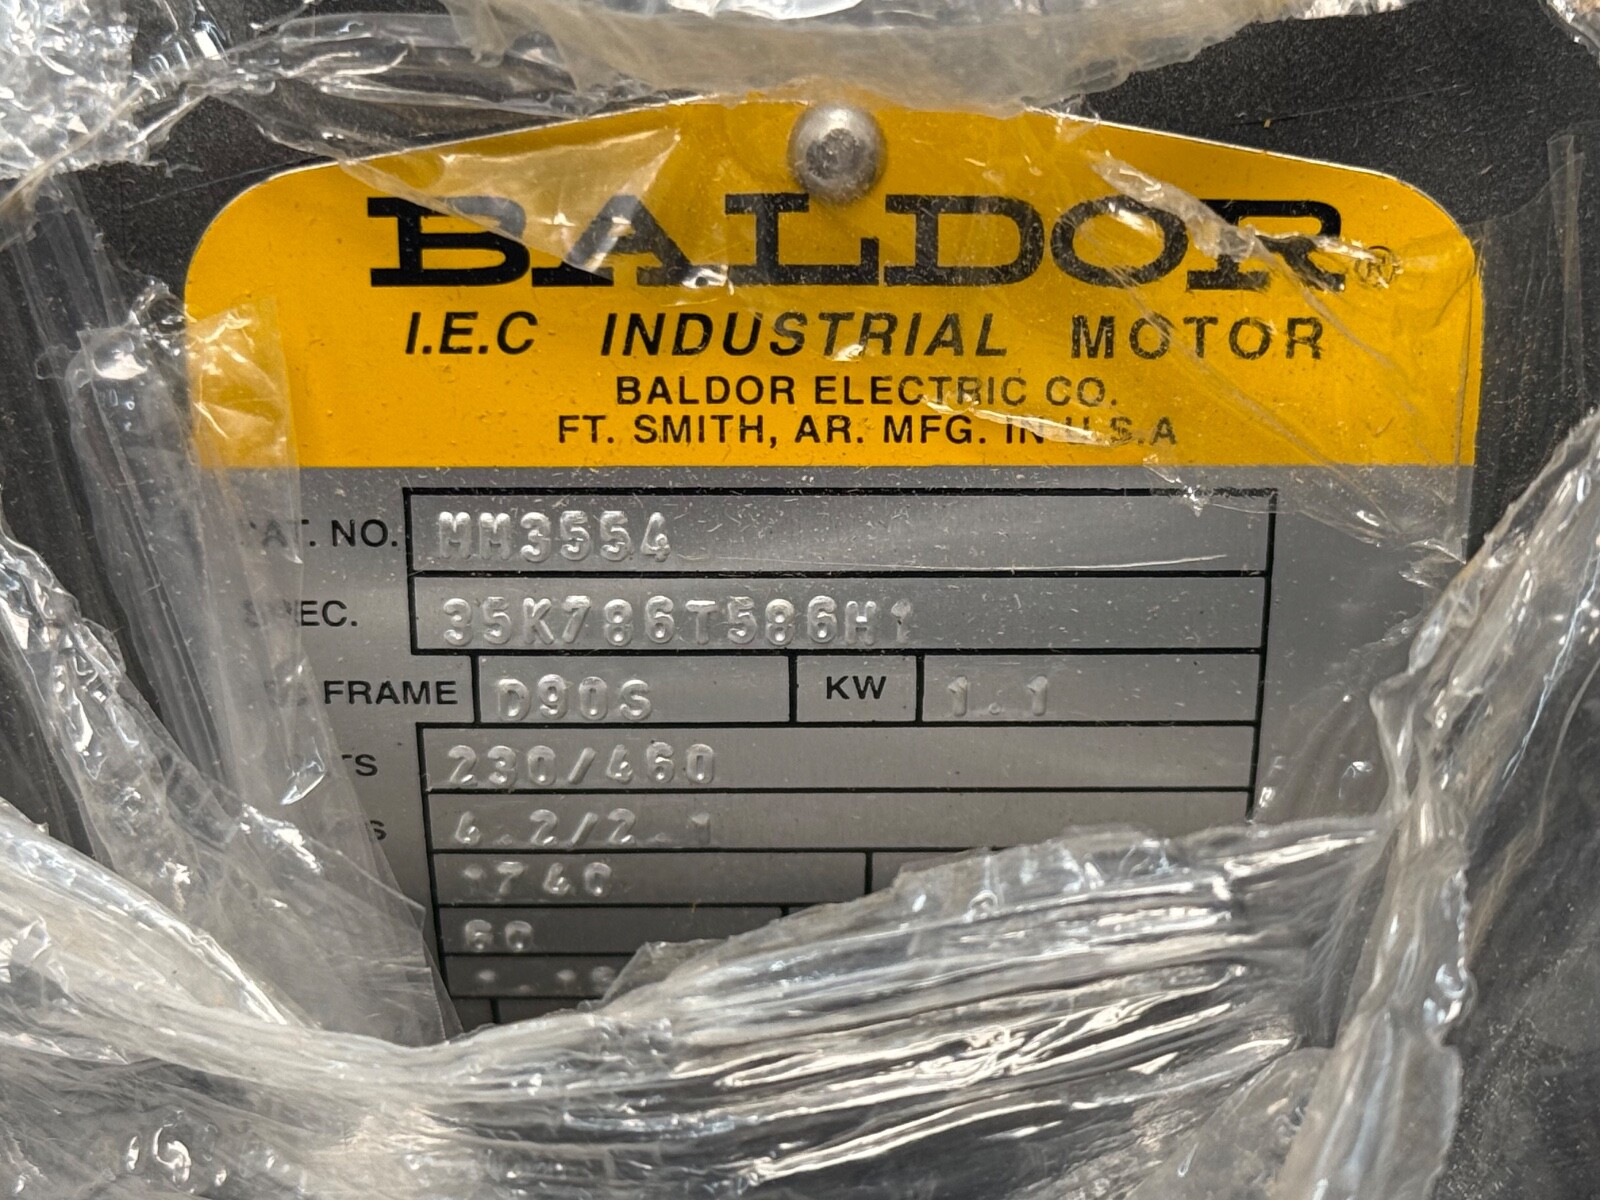 BALDOR®
I.E.C INDUSTRIAL MOTOR
BALDOR ELECTRIC CO.
FT. SMITH, AR. MFG. IN U.S.A
CAT. NO. MM3554
SPEC. 35K786T586H1
FRAME D90S KW 1.1
230/460
4.2/2.1
1740
60